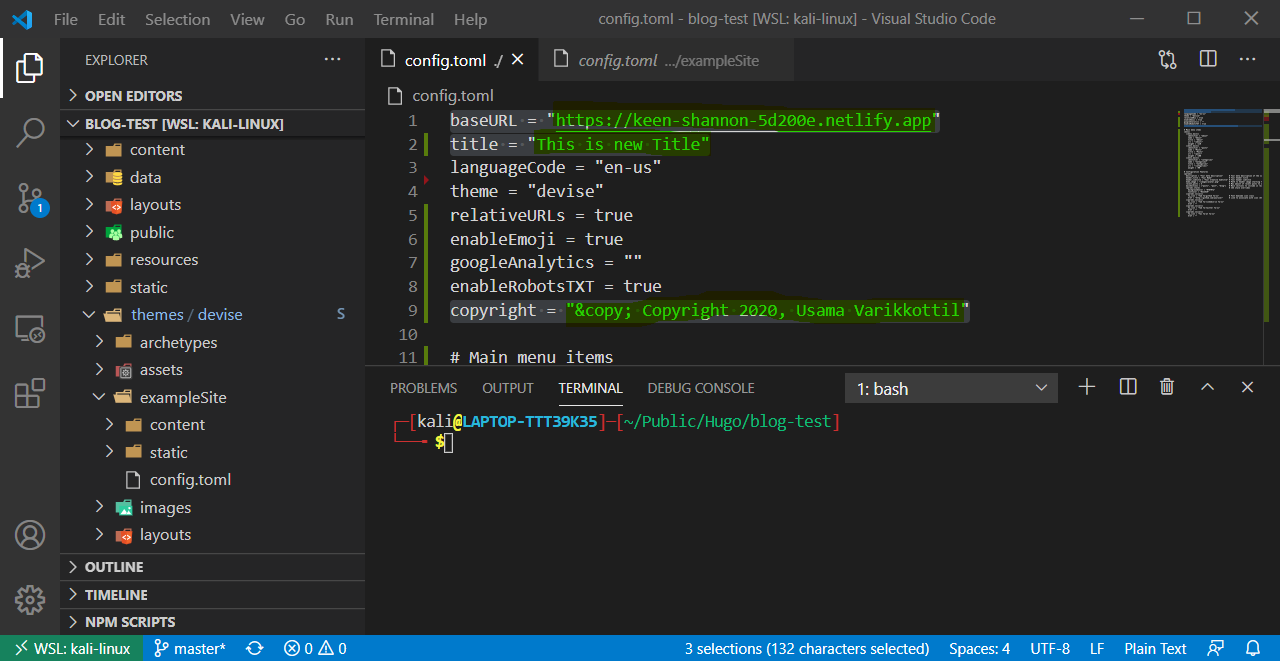 File Edit Selection View Go Run Terminal Help config.toml - blog-test [WSL: kali-linux] - Visual Studio Code
EXPLORER
OPEN EDITORS
BLOG-TEST [WSL: KALI-LINUX]
content
data
layouts
public
resources
static
themes / devise S
archetypes
assets
exampleSite
content
static
config.toml
images
layouts
OUTLINE
TIMELINE
NPM SCRIPTS
1
config.toml ./ config.toml .../exampleSite
config.toml
1 baseURL = "https://keen-shannon-5d200e.netlify.app"
2 title = "This is new Title"
3 languageCode = "en-us"
4 theme = "devise"
5 relativeURLs = true
6 enableEmoji = true
7 googleAnalytics = ""
8 enableRobotsTXT = true
9 copyright = "&copy; Copyright 2020, Usama Varikkottil"
10
11 # Main menu items
PROBLEMS OUTPUT TERMINAL DEBUG CONSOLE 1: bash
[kali@LAPTOP-TTT39K35]-[~/Public/Hugo/blog-test]
$
WSL: kali-linux master* 0 0 3 selections (132 characters selected) Spaces: 4 UTF-8 LF Plain Text